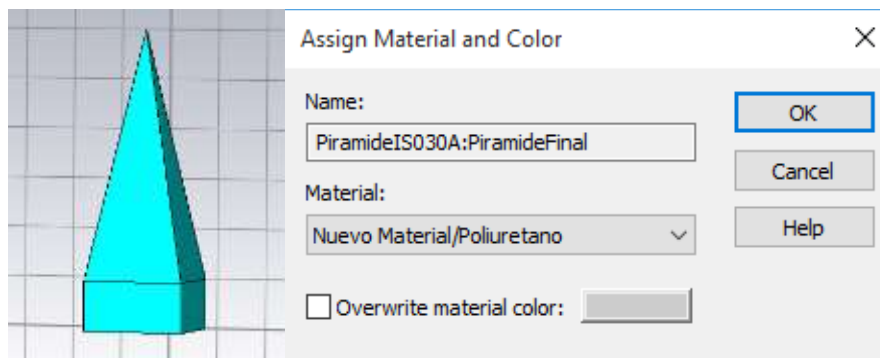 Assign Material and Color
Name:
OK
PiramideIS030A:PiramideFinal
Cancel
Material:
Nuevo Material/Poliuretano
Help
Overwrite material color: